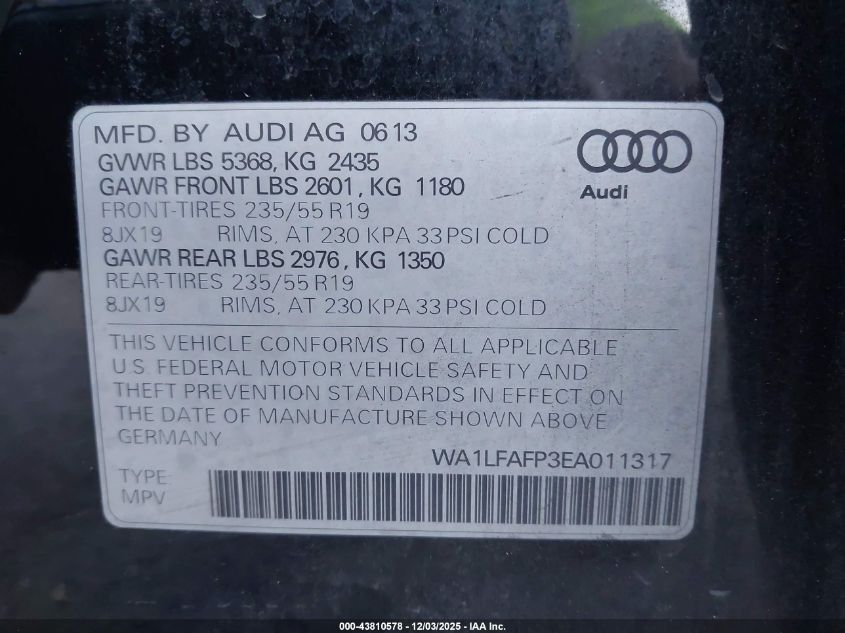 MFD. BY AUDI AG 0613
GVWR LBS 5368, KG 2435
GAWR FRONT LBS 2601, KG 1180
FRONT-TIRES 235/55 R19
8JX19 RIMS, AT 230 KPA 33 PSI COLD
GAWR REAR LBS 2976, KG 1350
REAR-TIRES 235/55 R19
8JX19 RIMS, AT 230 KPA 33 PSI COLD
Audi
THIS VEHICLE CONFORMS TO ALL APPLICABLE
U.S. FEDERAL MOTOR VEHICLE SAFETY AND
THEFT PREVENTION STANDARDS IN EFFECT ON
THE DATE OF MANUFACTURE SHOWN ABOVE
GERMANY
WA1LFAFP3EA011317
TYPE:
MPV
000-43810578 - 12/03/2025 - IAA Inc.